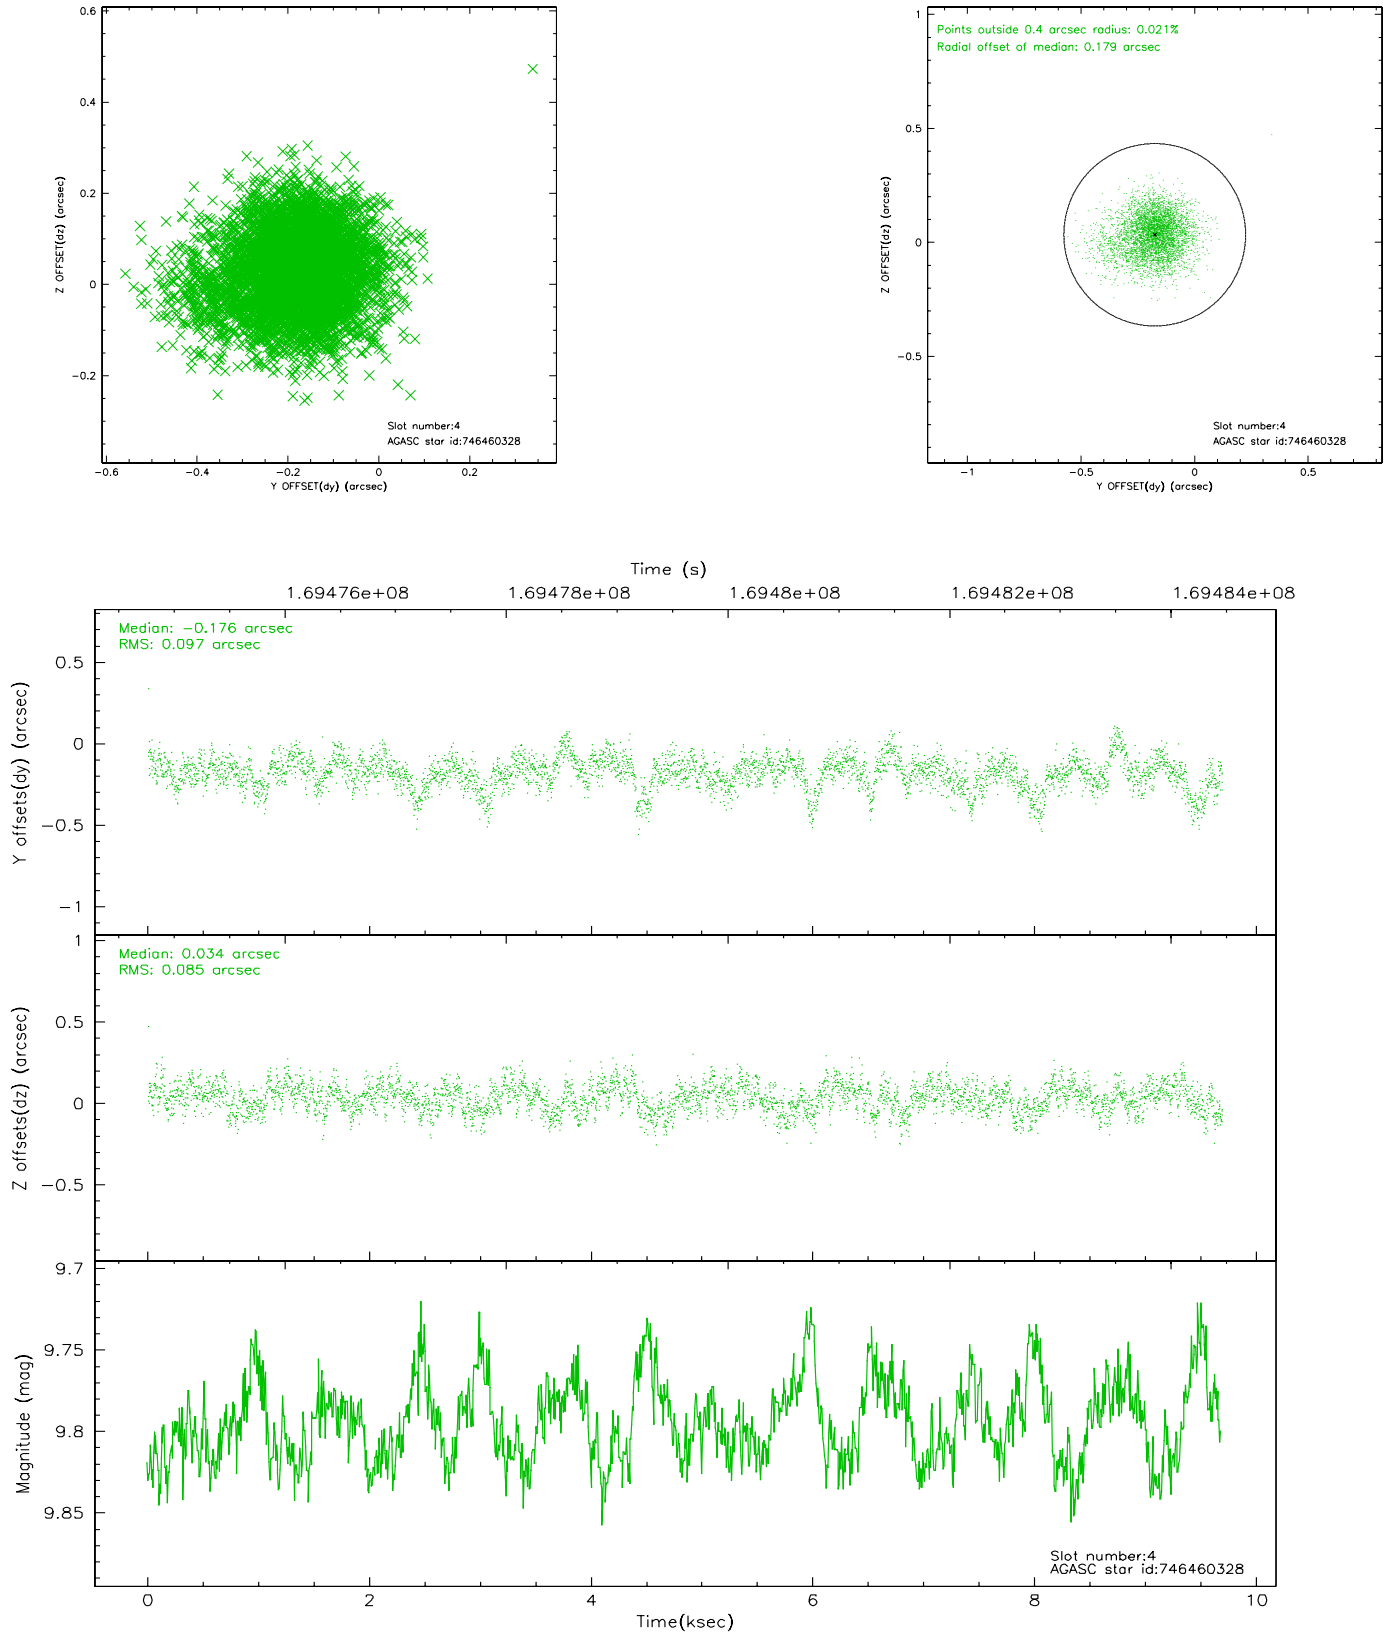 0.6
0.4
0.2
0
−0.2
Z OFFSET(dz) (arcsec)
Slot number:4
AGASC star id:746460328
−0.6 −0.4 −0.2 0 0.2
Y OFFSET(dy) (arcsec)
Points outside 0.4 arcsec radius: 0.021%
Radial offset of median: 0.179 arcsec
1
0.5
0
−0.5
Z OFFSET(dz) (arcsec)
Slot number:4
AGASC star id:746460328
−1 −0.5 0 0.5
Y OFFSET(dy) (arcsec)
Time (s)
1.69476e+08 1.69478e+08 1.6948e+08 1.69482e+08 1.69484e+08
Median: −0.176 arcsec
RMS: 0.097 arcsec
0.5
0
−0.5
−1
Y offsets(dy) (arcsec)
Median: 0.034 arcsec
RMS: 0.085 arcsec
1
0.5
0
−0.5
Z offsets(dz) (arcsec)
9.7
9.75
9.8
9.85
Magnitude (mag)
Slot number:4
AGASC star id:746460328
0 2 4 6 8 10
Time(ksec)